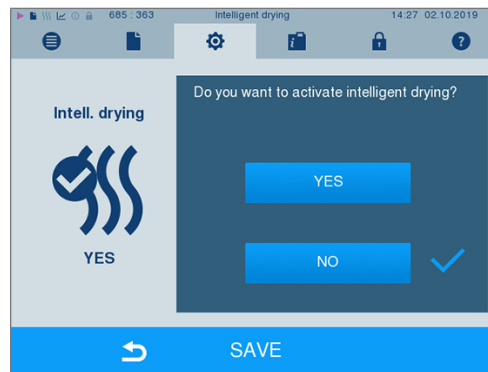 685 : 363 Intelligent drying 14:27 02.10.2019
i ?
Do you want to activate intelligent drying?
Intell. drying
YES
YES
NO
SAVE